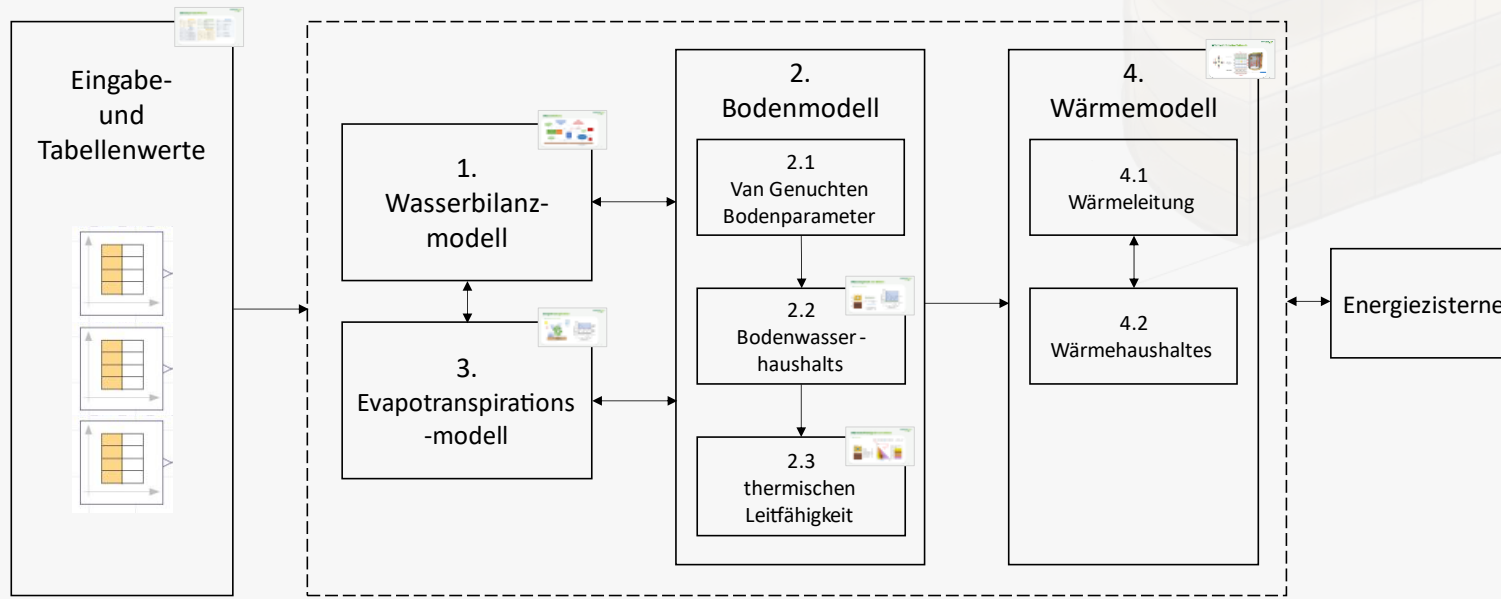 Eingabe-
und
Tabellenwerte
1.
Wasserbilanz-
modell
3.
Evapotranspirations
-modell
2.
Bodenmodell
2.1
Van Genuchten
Bodenparameter
2.2
Bodenwasser-
haushalts
2.3
thermischen
Leitfähigkeit
4.
Wärmemodell
4.1
Wärmeleitung
4.2
Wärmehaushaltes
Energiezisterne